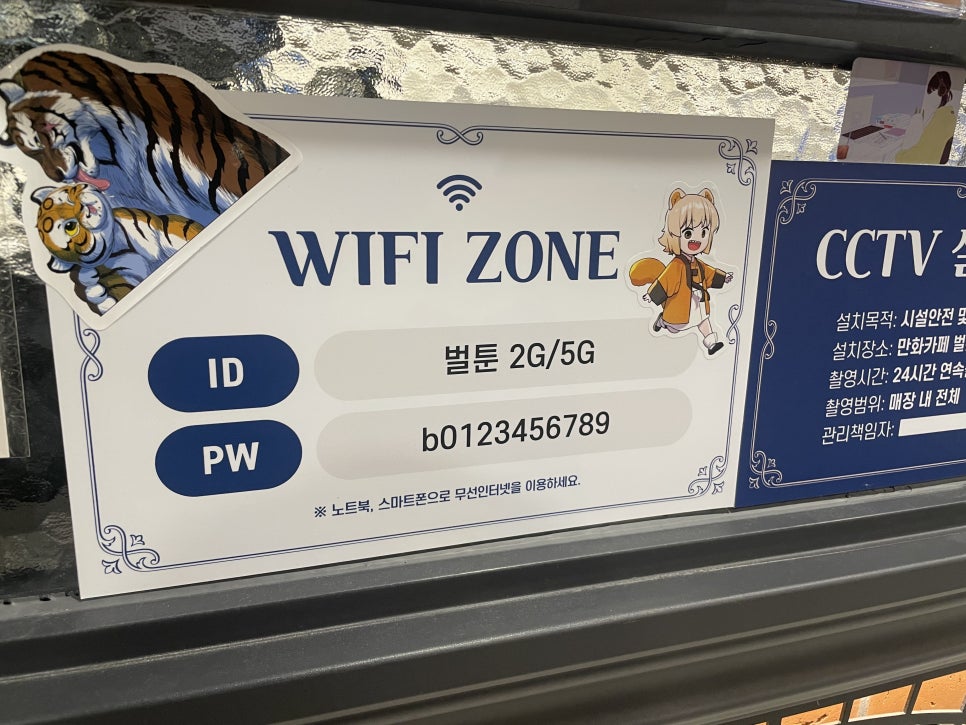 WIFI ZONE
ID
벌툰 2G/5G
PW
b0123456789
※ 노트북, 스마트폰으로 무선인터넷을 이용하세요.
CCTV
설치목적: 시설안전 및
설치장소: 만화카페 벌
촬영시간: 24시간 연속
촬영범위: 매장 내 전체
관리책임자: